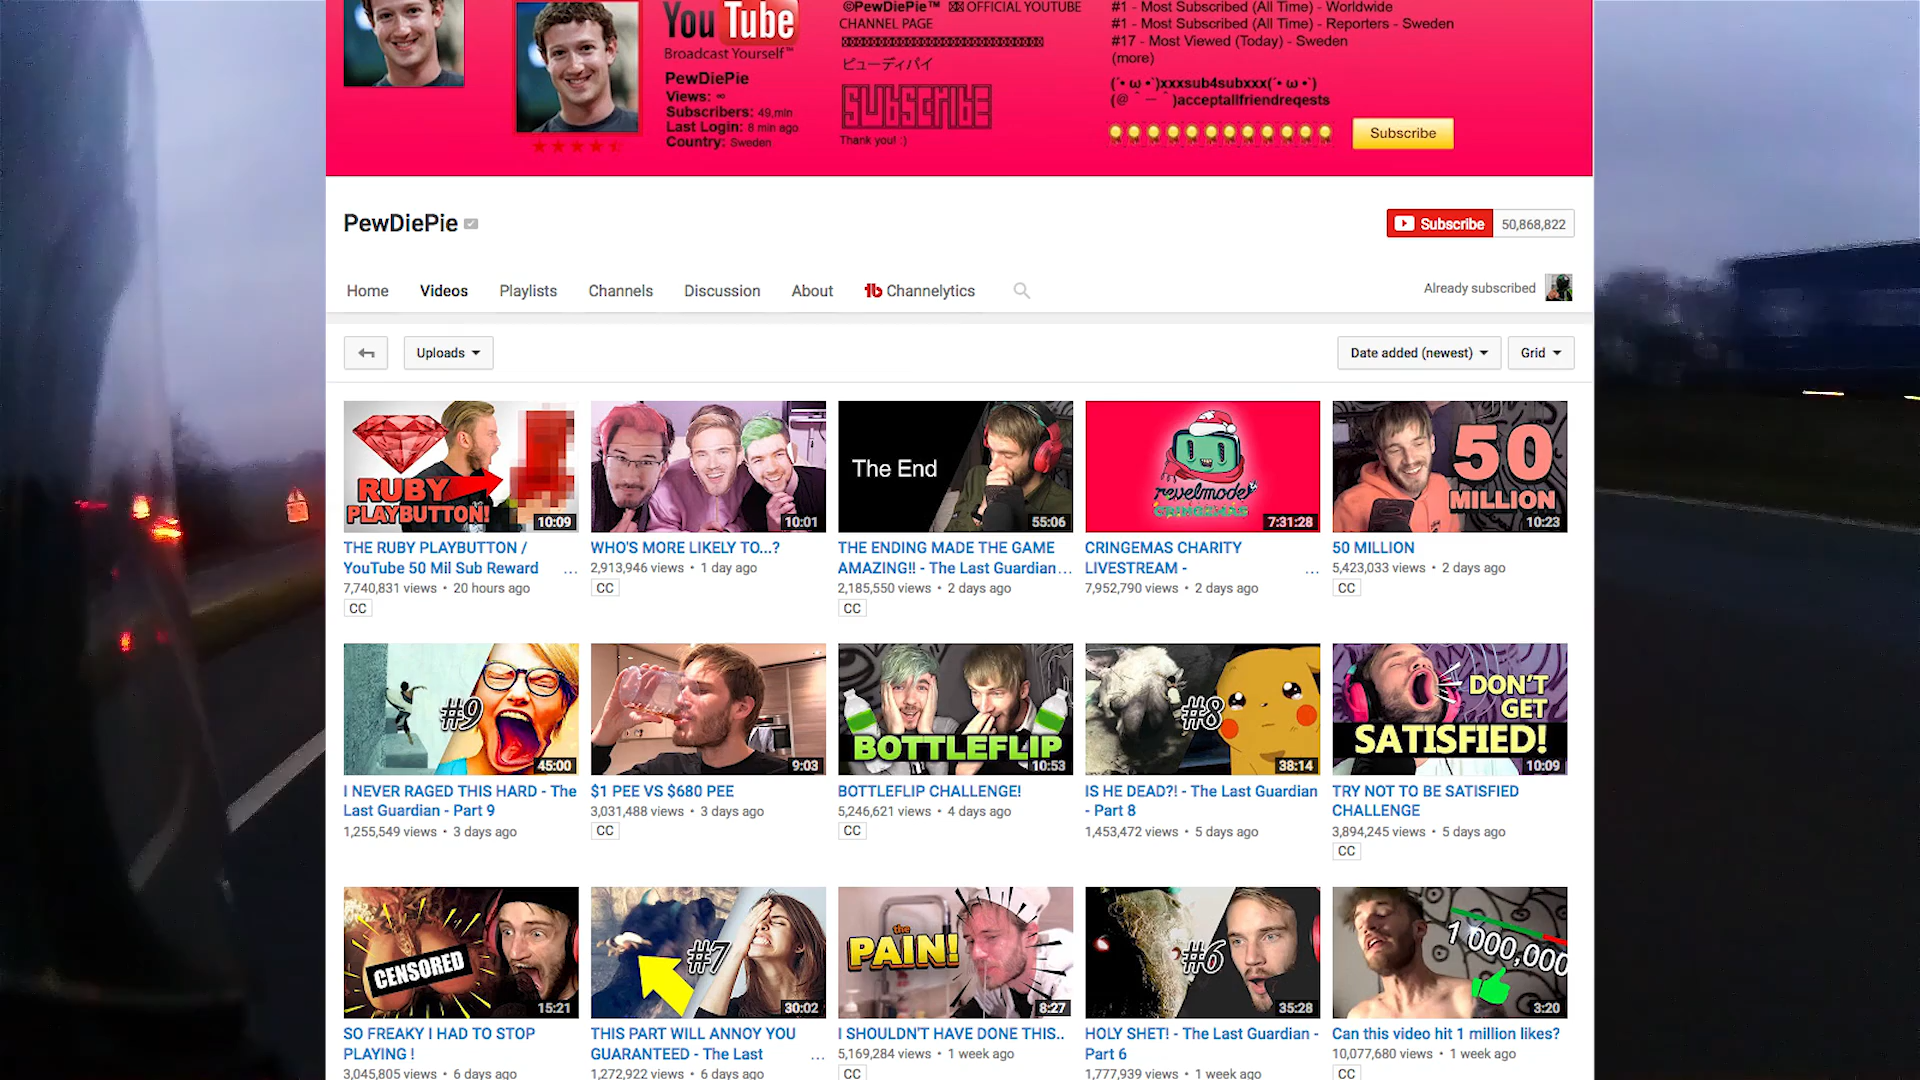 YouTube
Broadcast Yourself™
PewDiePie
Views: ∞
Subscribers: 49,min
Last Login: 8 min ago
Country: Sweden
©PewDiePie™ OFFICIAL YOUTUBE
CHANNEL PAGE
ピューディパイ
SUBSCRIBE
Thank you! :)
#1 - Most Subscribed (All Time) - Worldwide
#1 - Most Subscribed (All Time) - Reporters - Sweden
#17 - Most Viewed (Today) - Sweden
(more)
(´• ω •`)xxxsub4subxxx(´• ω •`)
(@＾－＾)acceptallfriendreqests
Subscribe
PewDiePie
Subscribe 50,868,822
Home Videos Playlists Channels Discussion About Channelytics
Already subscribed
Uploads Date added (newest) Grid
RUBY
PLAYBUTTON!
10:09
10:01
The End
55:06
revelmode
CRINGEMAS
7:31:28
50
MILLION
10:23
THE RUBY PLAYBUTTON /
YouTube 50 Mil Sub Reward ...
7,740,831 views • 20 hours ago
CC
WHO'S MORE LIKELY TO...?
2,913,946 views • 1 day ago
CC
THE ENDING MADE THE GAME
AMAZING!! - The Last Guardian...
2,185,550 views • 2 days ago
CC
CRINGEMAS CHARITY
LIVESTREAM - ...
7,952,790 views • 2 days ago
50 MILLION
5,423,033 views • 2 days ago
CC
#9
45:00
9:03
BOTTLEFLIP
10:53
#8
38:14
DON'T
GET
SATISFIED!
10:09
I NEVER RAGED THIS HARD - The
Last Guardian - Part 9
1,255,549 views • 3 days ago
$1 PEE VS $680 PEE
3,031,488 views • 3 days ago
CC
BOTTLEFLIP CHALLENGE!
5,246,621 views • 4 days ago
CC
IS HE DEAD?! - The Last Guardian
- Part 8
1,453,472 views • 5 days ago
TRY NOT TO BE SATISFIED
CHALLENGE
3,894,245 views • 5 days ago
CC
CENSORED
15:21
#7
30:02
the
PAIN!
8:27
#6
35:28
1 000,000
3:20
SO FREAKY I HAD TO STOP
PLAYING !
3,045,805 views • 6 days ago
THIS PART WILL ANNOY YOU
GUARANTEED - The Last ...
1,272,922 views • 6 days ago
I SHOULDN'T HAVE DONE THIS..
5,169,284 views • 1 week ago
CC
HOLY SHET! - The Last Guardian -
Part 6
1,777,939 views • 1 week ago
Can this video hit 1 million likes?
10,077,680 views • 1 week ago
CC